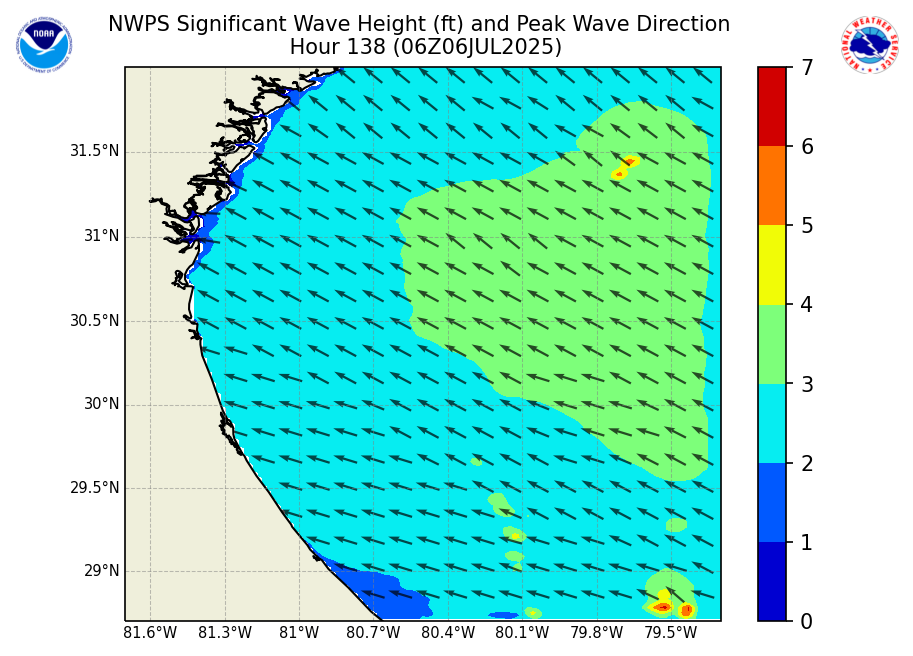 NWPS Significant Wave Height (ft) and Peak Wave Direction
Hour 138 (06Z06JUL2025)
NOAA
NATIONAL WEATHER SERVICE
31.5°N
31°N
30.5°N
30°N
29.5°N
29°N
81.6°W 81.3°W 81°W 80.7°W 80.4°W 80.1°W 79.8°W 79.5°W
7
6
5
4
3
2
1
0